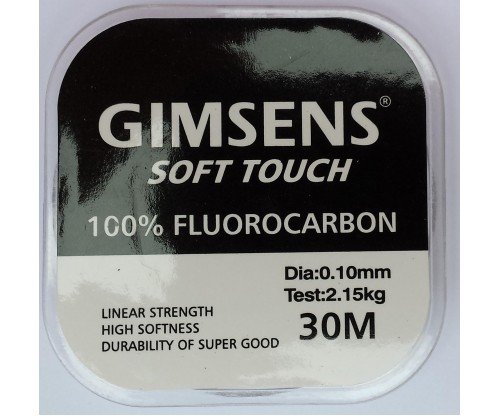 GIMSENS®
SOFT TOUCH
100% FLUOROCARBON
Dia:0.10mm
Test:2.15kg
30M
LINEAR STRENGTH
HIGH SOFTNESS
DURABILITY OF SUPER GOOD